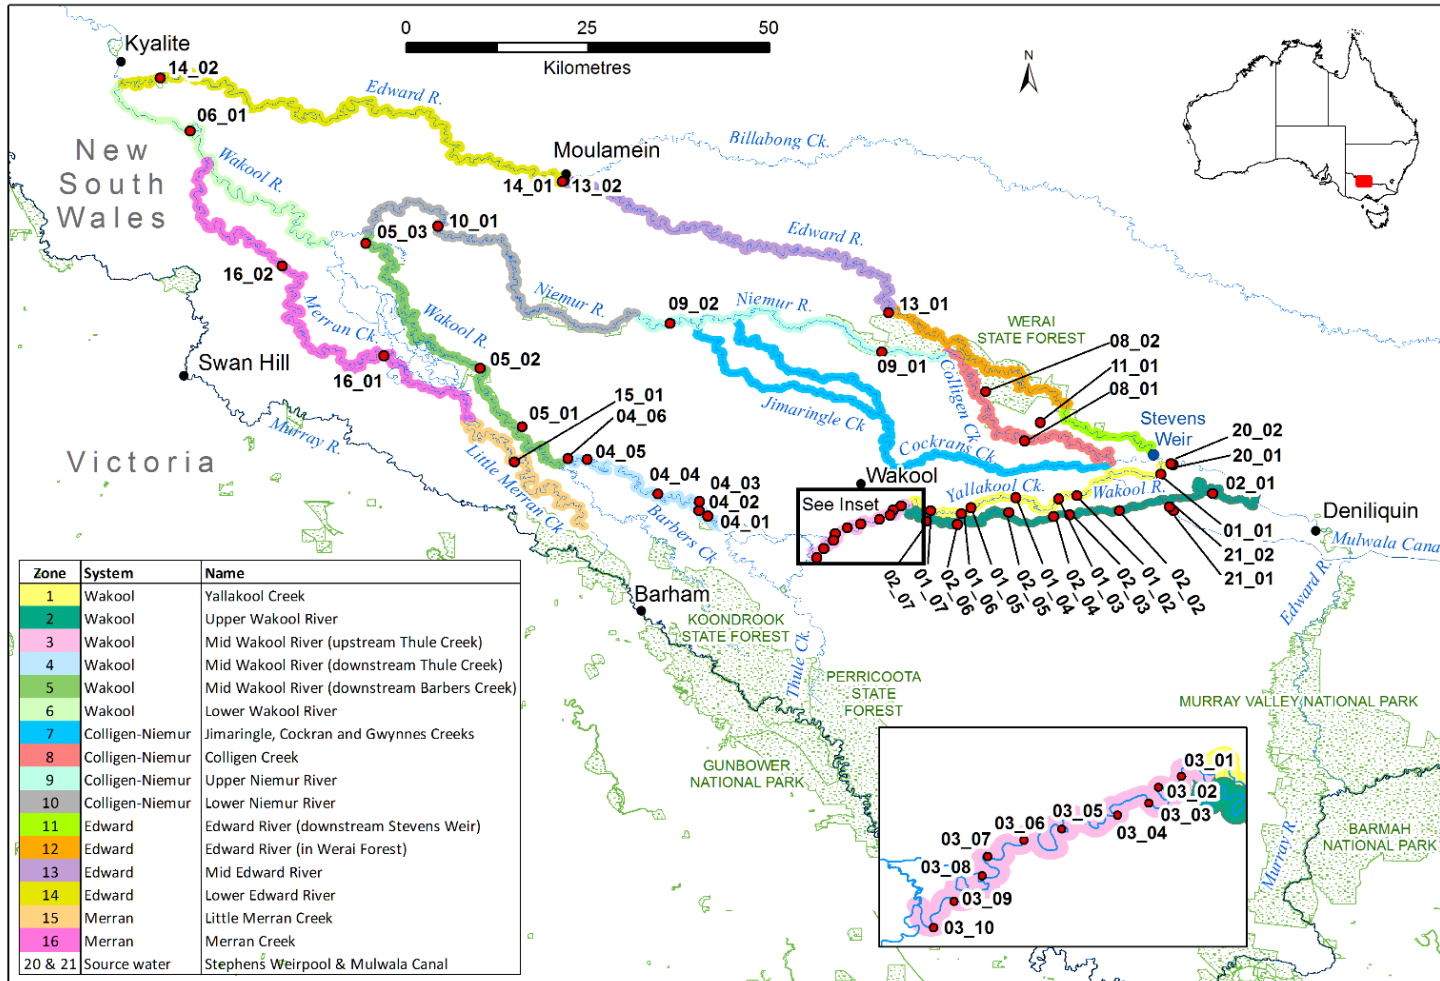 0
25
50
Kilometres
N
Kyalite
14_02
Edward R.
06_01
New
South
Wales
Wakool R.
Moulamein
14_01
13_02
Billabong Ck.
05_03
10_01
Edward R.
16_02
Merran Ck.
Niemur R.
09_02
Niemur R.
13_01
WERAI
STATE FOREST
08_02
11_01
08_01
Wakool R.
Swan Hill
16_01
05_02
09_01
Colligen Ck
Jimaringle Ck
15_01
04_06
05_01
Stevens
Weir
20_02
20_01
Murray R.
Victoria
Little Merran Ck
04_05
04_04
04_03
04_02
04_01
Cockrans Ck
Wakool
See Inset
Yallakool Ck.
Wakool R.
02_01
Deniliquin
Mulwala Canal
01_01
21_02
21_01
Barbers Ck
02_07
01_07
02_06
01_06
01_05
02_05
01_04
02_04
02_03
01_03
01_02
02_02
Edward R.
Barham
KOONDROOK
STATE FOREST
Thule Ck.
PERRICOOTA
STATE
FOREST
GUNBOWER
NATIONAL PARK
MURRAY VALLEY NATIONAL PARK
BARMAH
NATIONAL PARK
Murray R.
03_01
03_02
03_03
03_04
03_05
03_06
03_07
03_08
03_09
03_10
Zone System Name
1 Wakool Yallakool Creek
2 Wakool Upper Wakool River
3 Wakool Mid Wakool River (upstream Thule Creek)
4 Wakool Mid Wakool River (downstream Thule Creek)
5 Wakool Mid Wakool River (downstream Barbers Creek)
6 Wakool Lower Wakool River
7 Colligen-Niemur Jimaringle, Cockran and Gwynnes Creeks
8 Colligen-Niemur Colligen Creek
9 Colligen-Niemur Upper Niemur River
10 Colligen-Niemur Lower Niemur River
11 Edward Edward River (downstream Stevens Weir)
12 Edward Edward River (in Werai Forest)
13 Edward Mid Edward River
14 Edward Lower Edward River
15 Merran Little Merran Creek
16 Merran Merran Creek
20 & 21 Source water Stephens Weirpool & Mulwala Canal